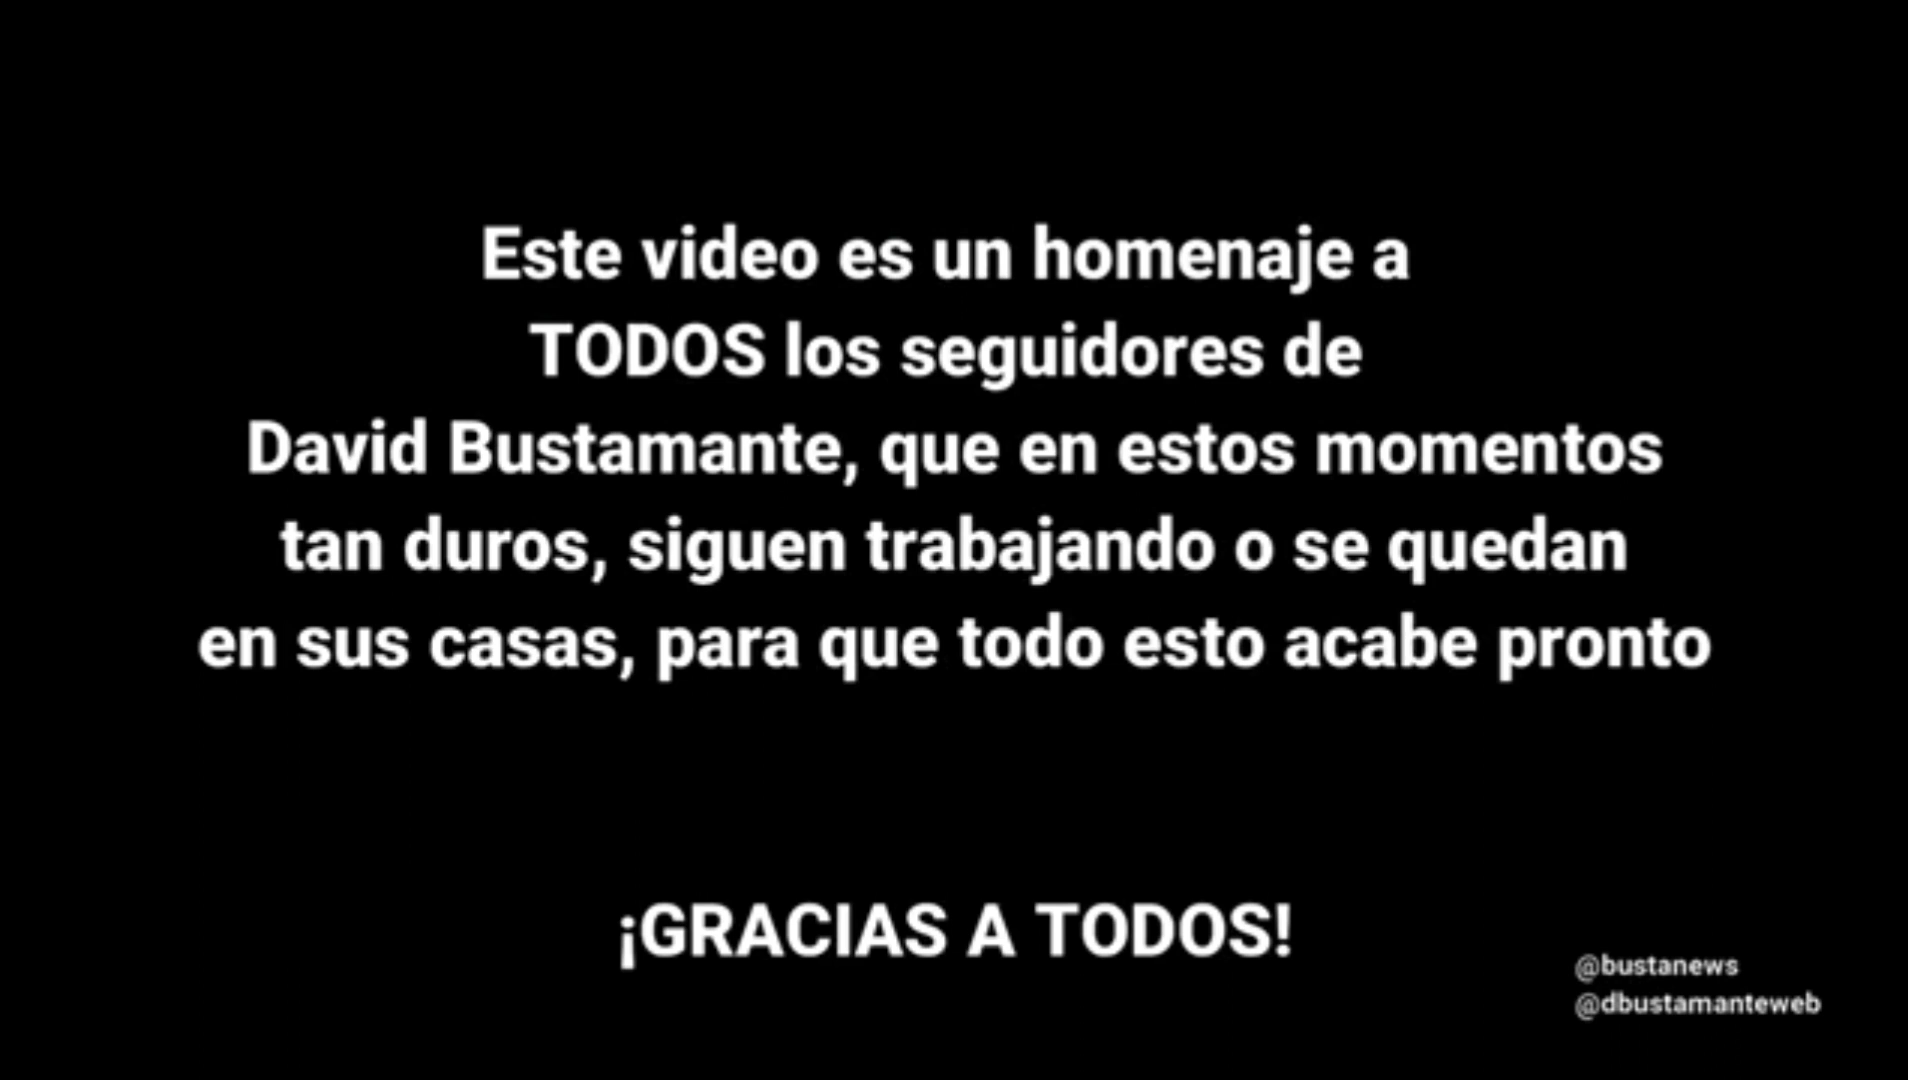 Este video es un homenaje a
TODOS los seguidores de
David Bustamante, que en estos momentos
tan duros, siguen trabajando o se quedan
en sus casas, para que todo esto acabe pronto
¡GRACIAS A TODOS!
@bustanews
@dbustamanteweb